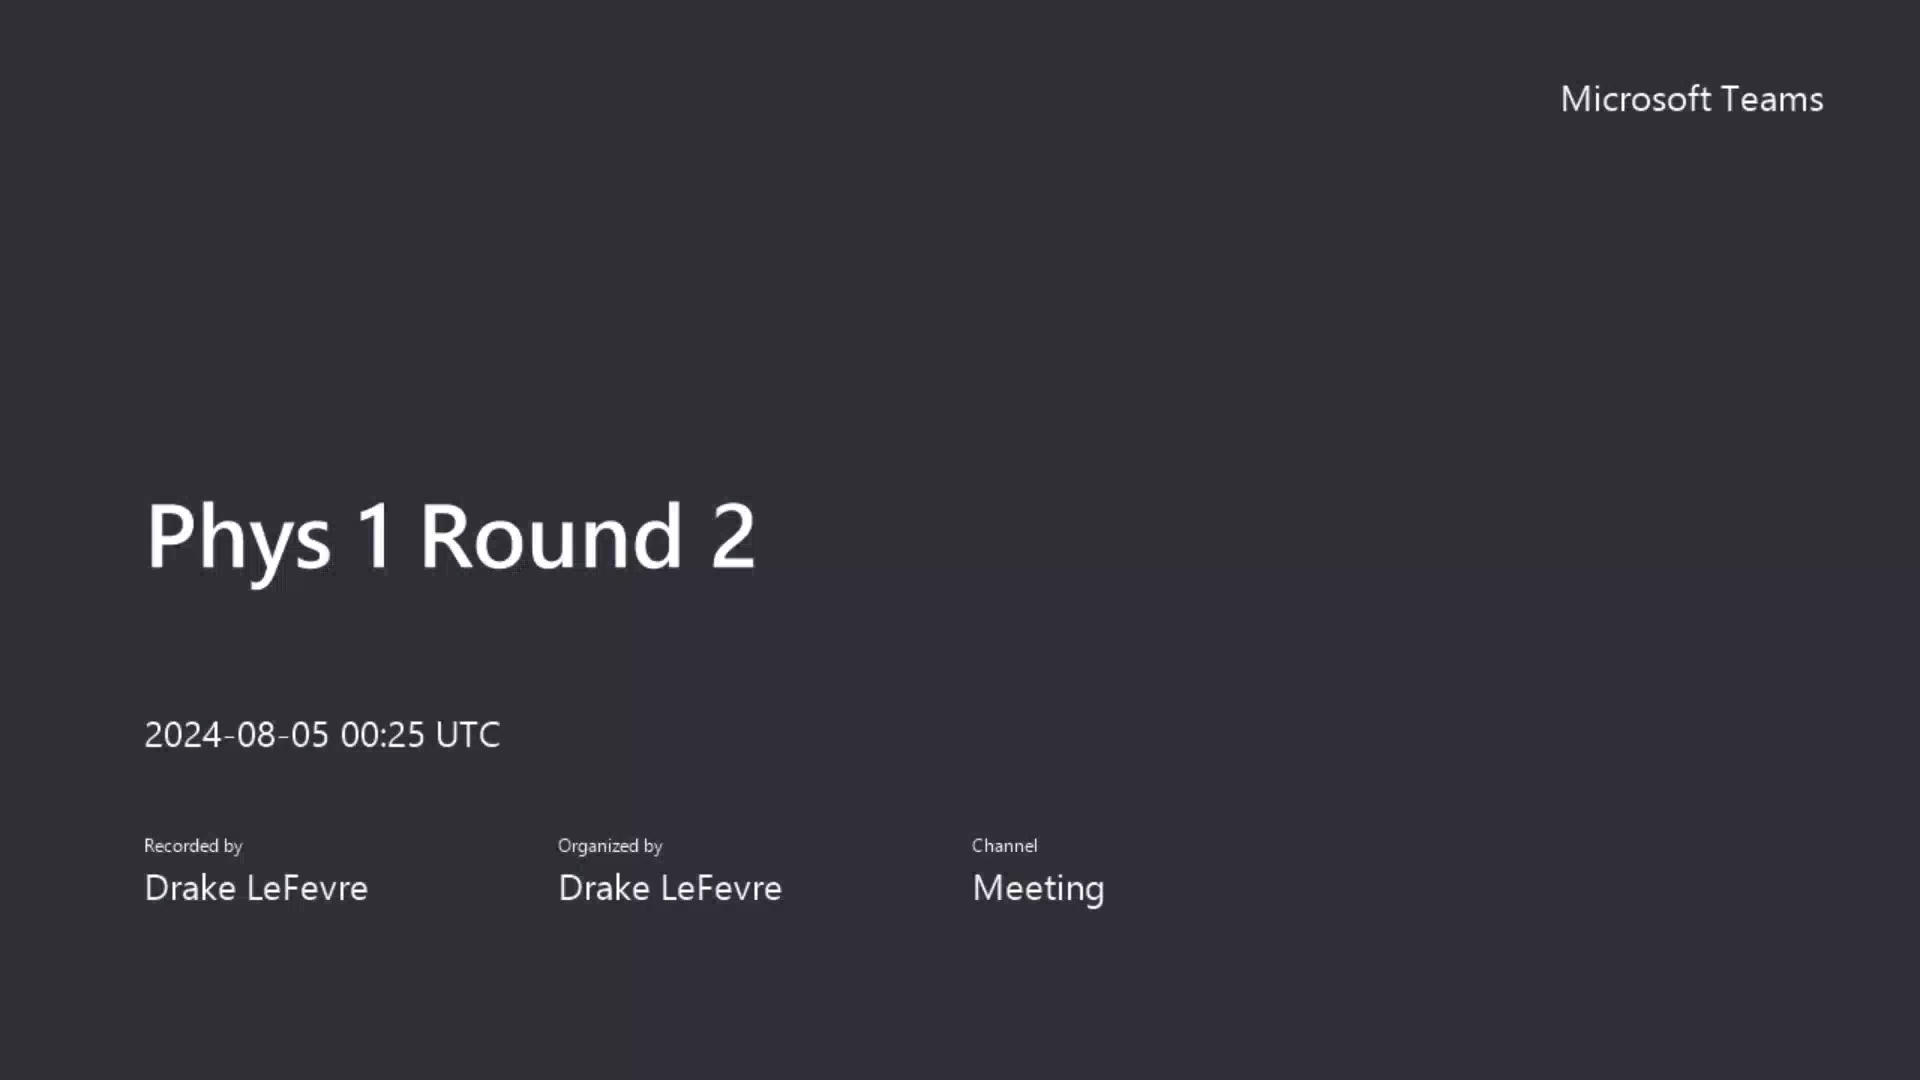 Microsoft Teams
Phys 1 Round 2
2024-08-05 00:25 UTC
Recorded by
Drake LeFevre
Organized by
Drake LeFevre
Channel
Meeting